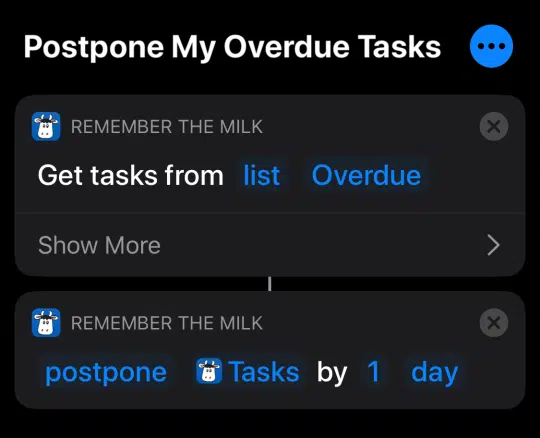 Postpone My Overdue Tasks
REMEMBER THE MILK
Get tasks from list Overdue
Show More
REMEMBER THE MILK
postpone Tasks by 1 day